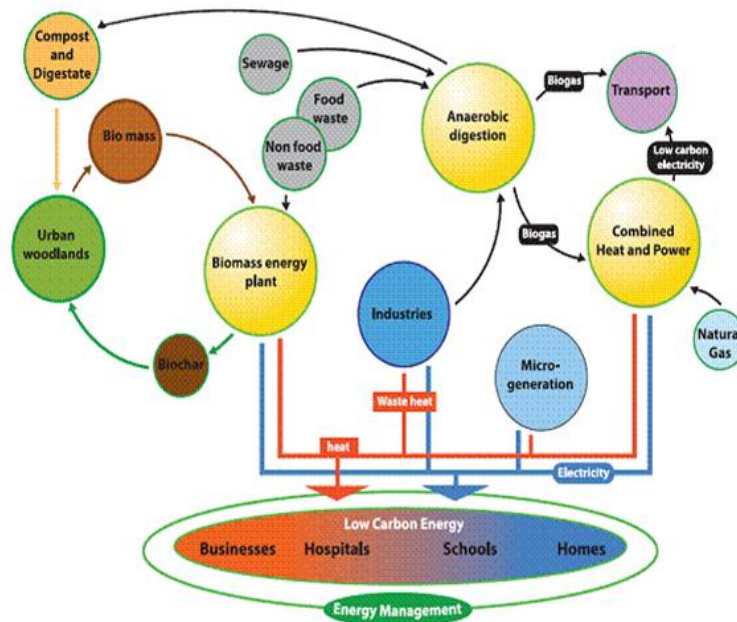 Compost
and
Digestate
Sewage
Food
waste
Non food
waste
Bio mass
Anaerobic
digestion
Biogas
Transport
Low carbon
electricity
Urban
woodlands
Biomass energy
plant
Biogas
Combined
Heat and Power
Industries
Natural
Gas
Biochar
Micro-
generation
Waste heat
heat
Electricity
Low Carbon Energy
Businesses
Hospitals
Schools
Homes
Energy Management